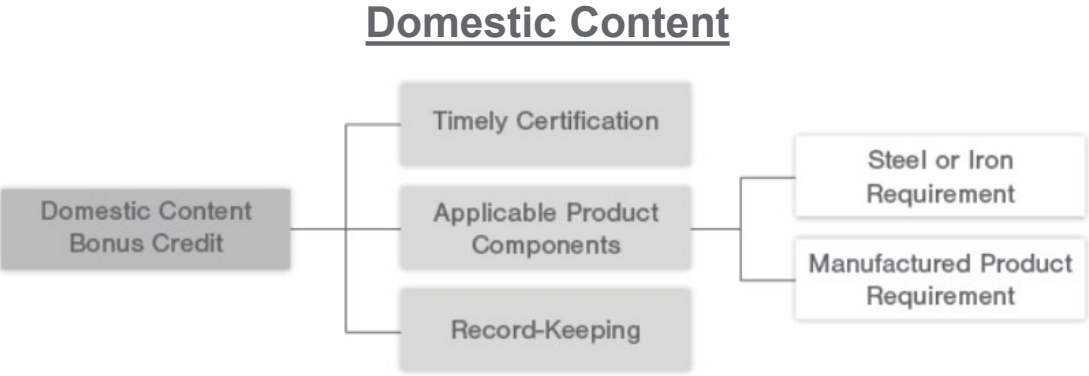 Domestic Content
Domestic Content
Bonus Credit
Timely Certification
Applicable Product
Components
Record-Keeping
Steel or Iron
Requirement
Manufactured Product
Requirement